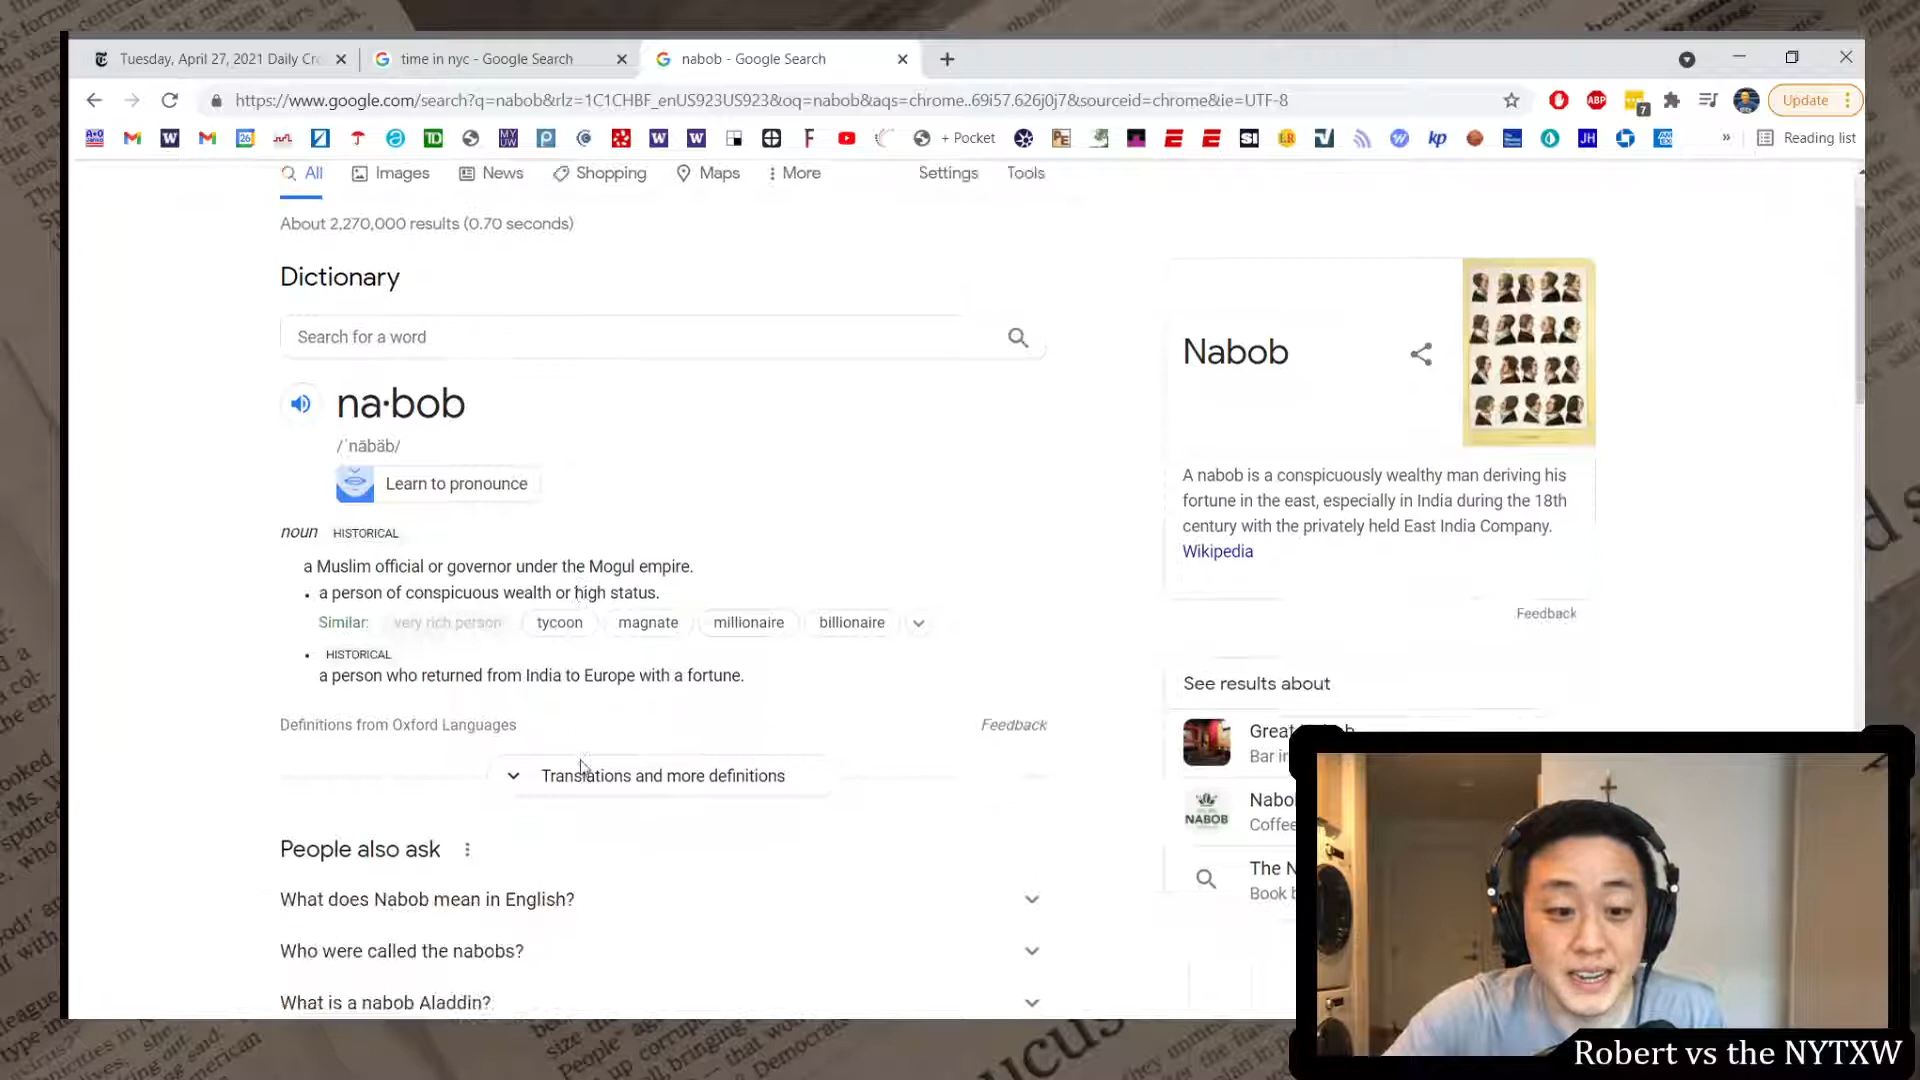 Tuesday, April 27, 2021 Daily Cr
time in nyc - Google Search
nabob - Google Search
https://www.google.com/search?q=nabob&rlz=1C1CHBF_enUS923US923&oq=nabob&aqs=chrome..69i57.626j0j7&sourceid=chrome&ie=UTF-8
ABP
7
Update
+ Pocket
Reading list
All
Images
News
Shopping
Maps
More
Settings
Tools
About 2,270,000 results (0.70 seconds)
Dictionary
Search for a word
na·bob
/ˈnābäb/
Learn to pronounce
noun HISTORICAL
a Muslim official or governor under the Mogul empire.
• a person of conspicuous wealth or high status.
Similar: very rich person tycoon magnate millionaire billionaire
• HISTORICAL
a person who returned from India to Europe with a fortune.
Definitions from Oxford Languages
Feedback
Translations and more definitions
People also ask
What does Nabob mean in English?
Who were called the nabobs?
What is a nabob Aladdin?
Nabob
A nabob is a conspicuously wealthy man deriving his
fortune in the east, especially in India during the 18th
century with the privately held East India Company.
Wikipedia
Feedback
See results about
Great
Bar in
NABOB
Nabo
Coffee
The N
Book b
Robert vs the NYTXW